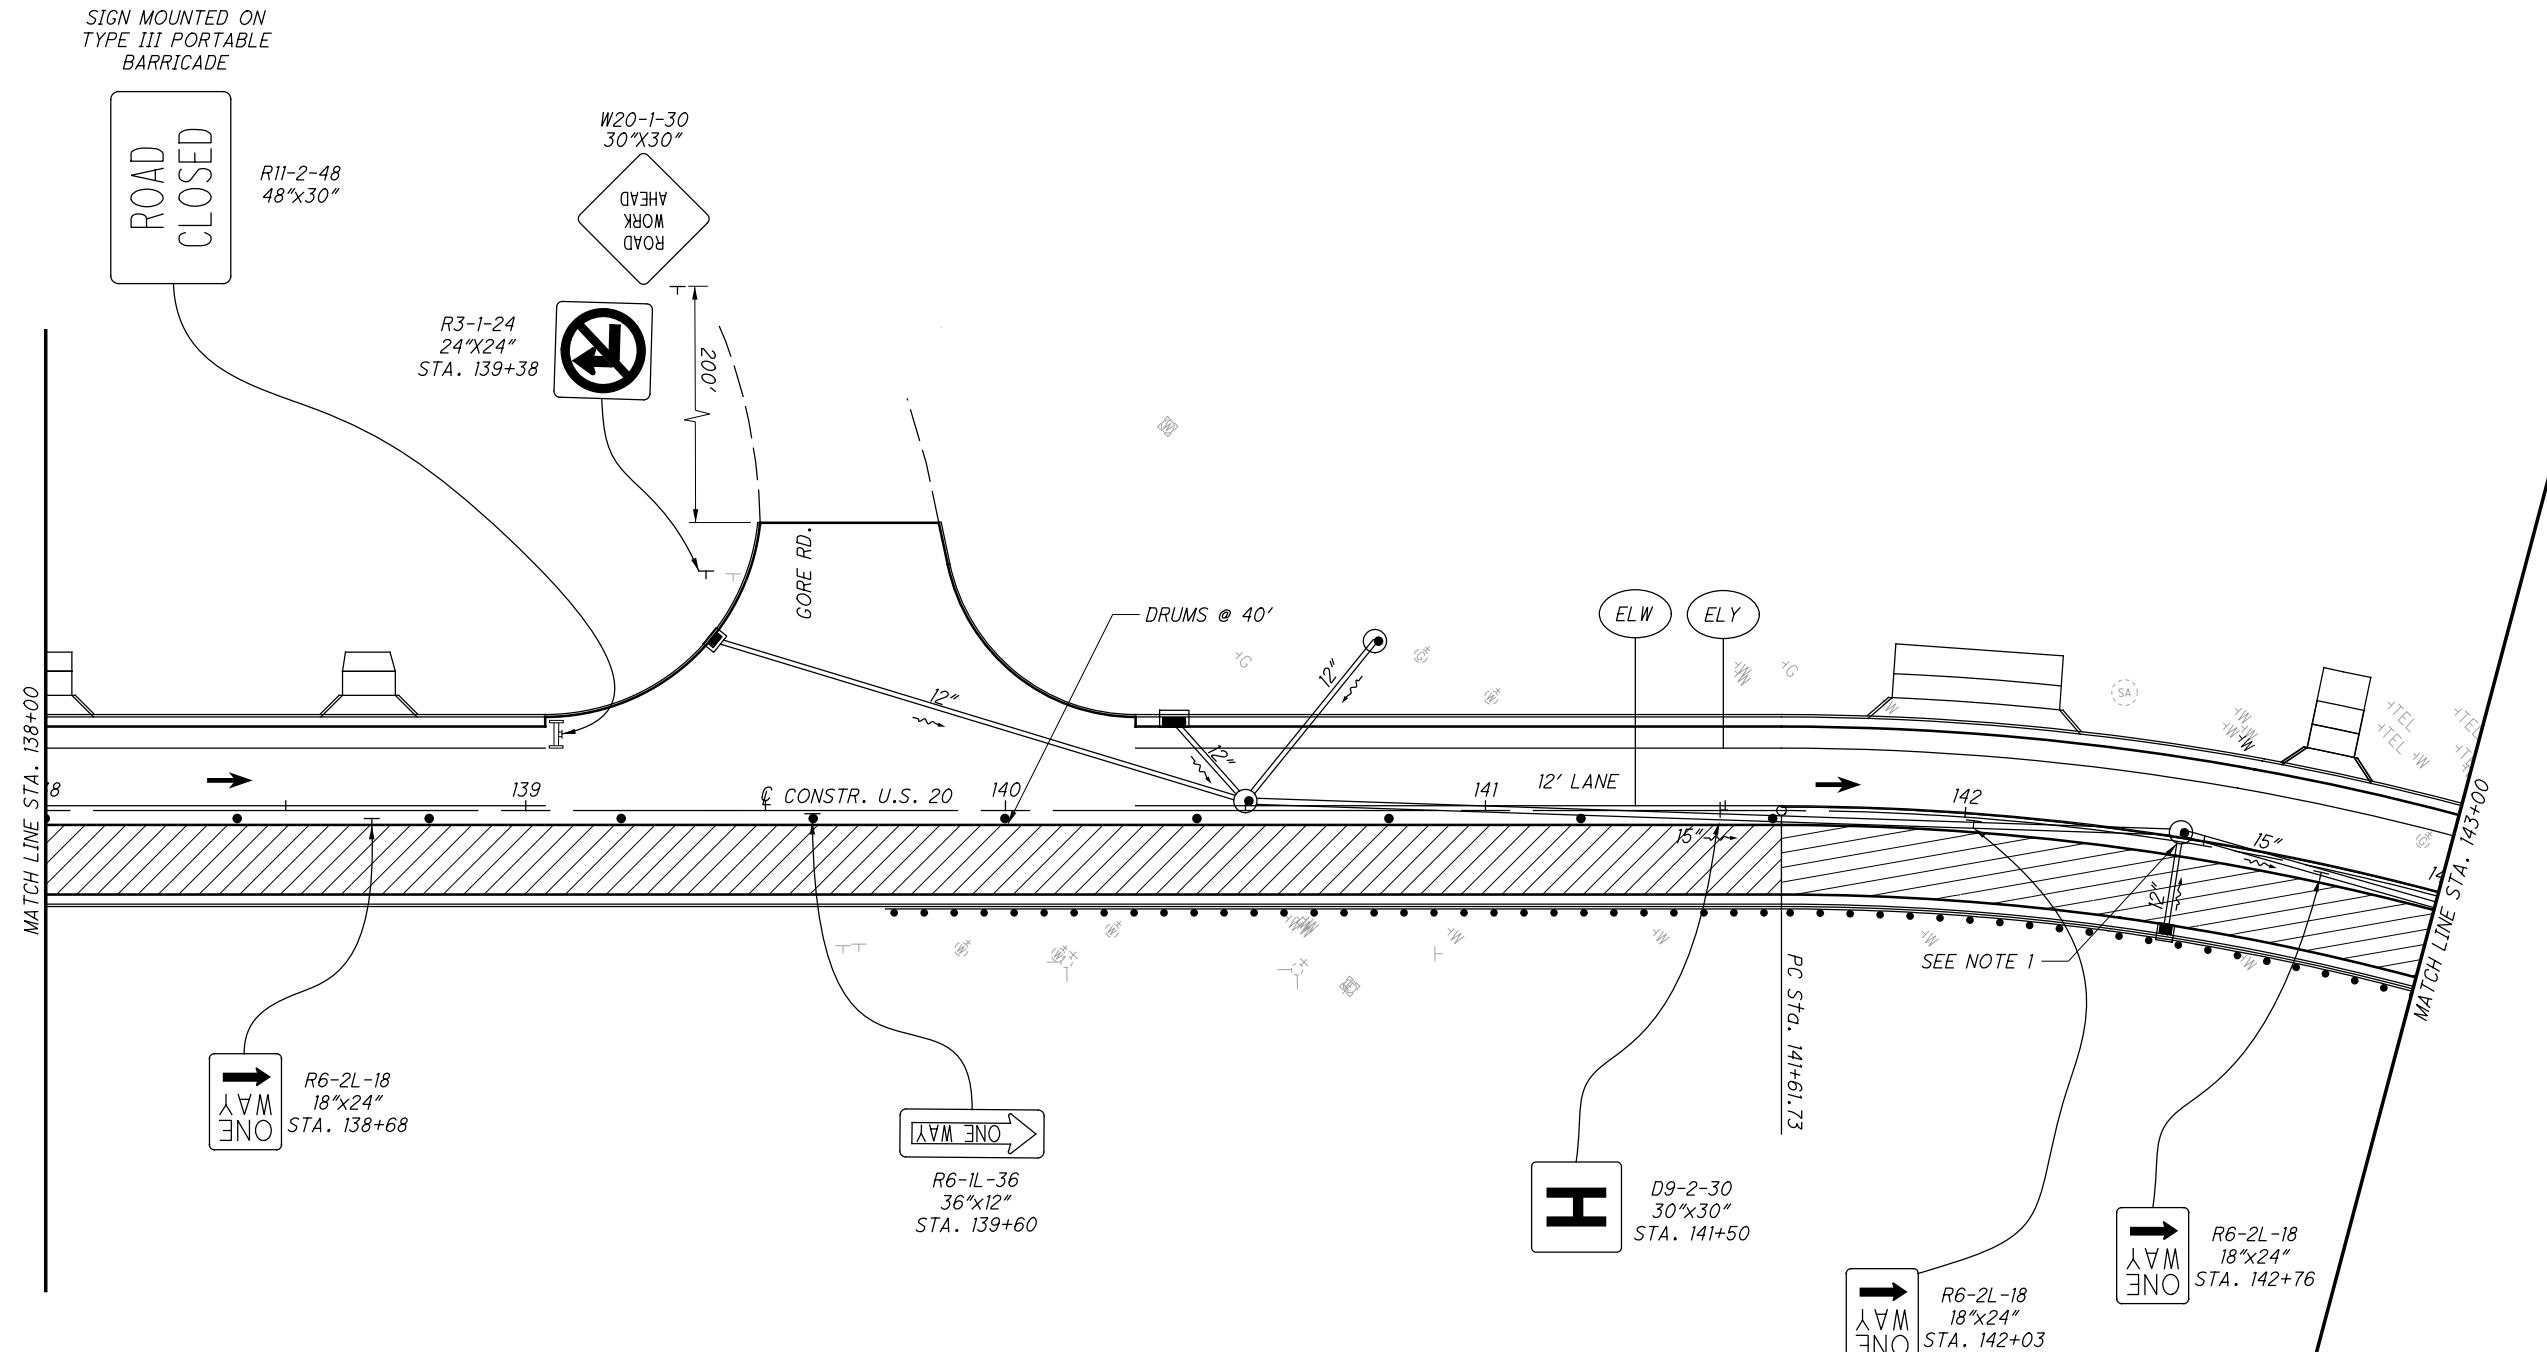 SIGN MOUNTED ON
TYPE III PORTABLE
BARRICADE
ROAD
CLOSED
R11-2-48
48"x30"
W20-1-30
30"X30"
ROAD
WORK
AHEAD
R3-1-24
24"X24"
STA. 139+38
200'
GORE RD.
DRUMS @ 40'
ELW
ELY
12"
12"
12"
G
G
W
W
W
W
W
SA
W
W
W
W
TEL
TEL
W
TEL
G
MATCH LINE STA. 138+00
8
139
℄ CONSTR. U.S. 20
140
141
12' LANE
142
15"
15"
12"
14
MATCH LINE STA. 143+00
W
W
W
W
W
W
W
SEE NOTE 1
PC Sta. 141+61.73
ONE
WAY
R6-2L-18
18"x24"
STA. 138+68
ONE WAY
R6-1L-36
36"x12"
STA. 139+60
H
D9-2-30
30"x30"
STA. 141+50
ONE
WAY
R6-2L-18
18"x24"
STA. 142+03
ONE
WAY
R6-2L-18
18"x24"
STA. 142+76